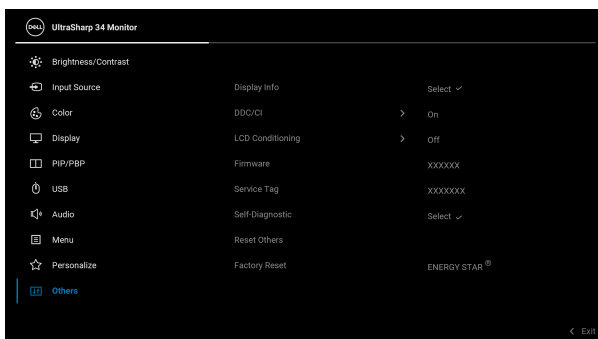 DELL UltraSharp 34 Monitor
Brightness/Contrast
Input Source Display Info Select ✓
Color DDC/CI > On
Display LCD Conditioning > Off
PIP/PBP Firmware XXXXXX
USB Service Tag XXXXXXX
Audio Self-Diagnostic Select ✓
Menu Reset Others
Personalize Factory Reset ENERGY STAR ®
Others
< Exit